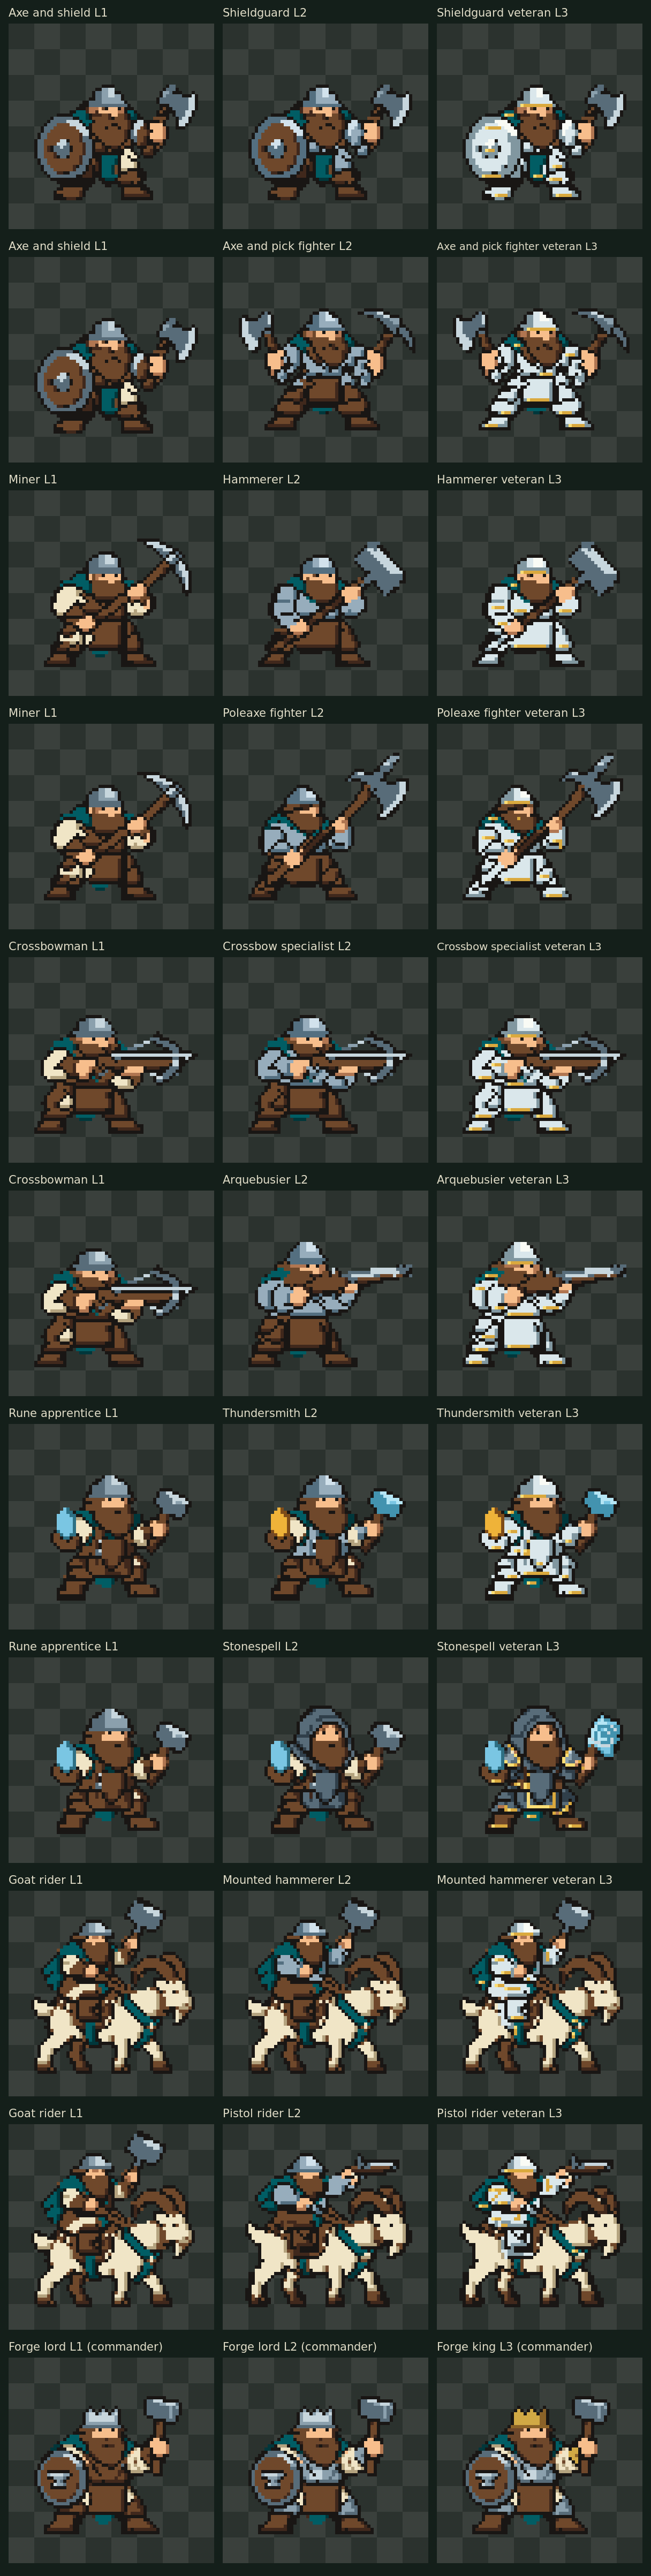 Axe and shield L1
Shieldguard L2
Shieldguard veteran L3
Axe and shield L1
Axe and pick fighter L2
Axe and pick fighter veteran L3
Miner L1
Hammerer L2
Hammerer veteran L3
Miner L1
Poleaxe fighter L2
Poleaxe fighter veteran L3
Crossbowman L1
Crossbow specialist L2
Crossbow specialist veteran L3
Crossbowman L1
Arquebusier L2
Arquebusier veteran L3
Rune apprentice L1
Thundersmith L2
Thundersmith veteran L3
Rune apprentice L1
Stonespell L2
Stonespell veteran L3
Goat rider L1
Mounted hammerer L2
Mounted hammerer veteran L3
Goat rider L1
Pistol rider L2
Pistol rider veteran L3
Forge lord L1 (commander)
Forge lord L2 (commander)
Forge king L3 (commander)